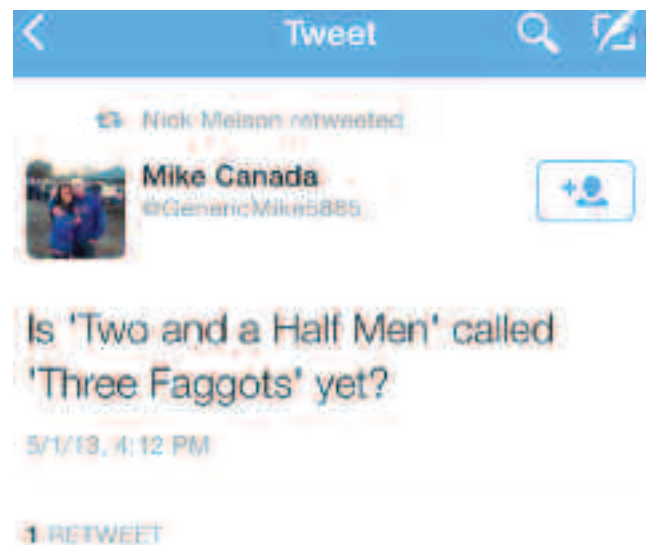 Tweet
Nick Melson retweeted
Mike Canada
@GenericMike5885
Is 'Two and a Half Men' called
'Three Faggots' yet?
5/1/13, 4:12 PM
1 RETWEET